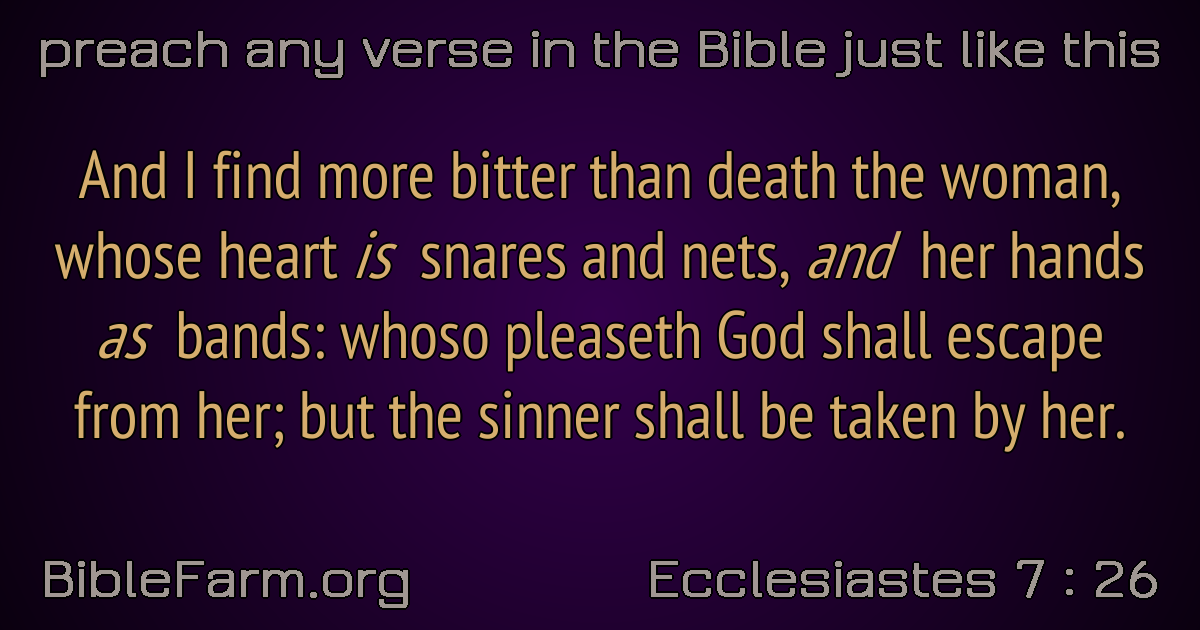 preach any verse in the Bible just like this
And I find more bitter than death the woman,
whose heart is snares and nets, and her hands
as bands: whoso pleaseth God shall escape
from her; but the sinner shall be taken by her.
BibleFarm.org
Ecclesiastes 7 : 26